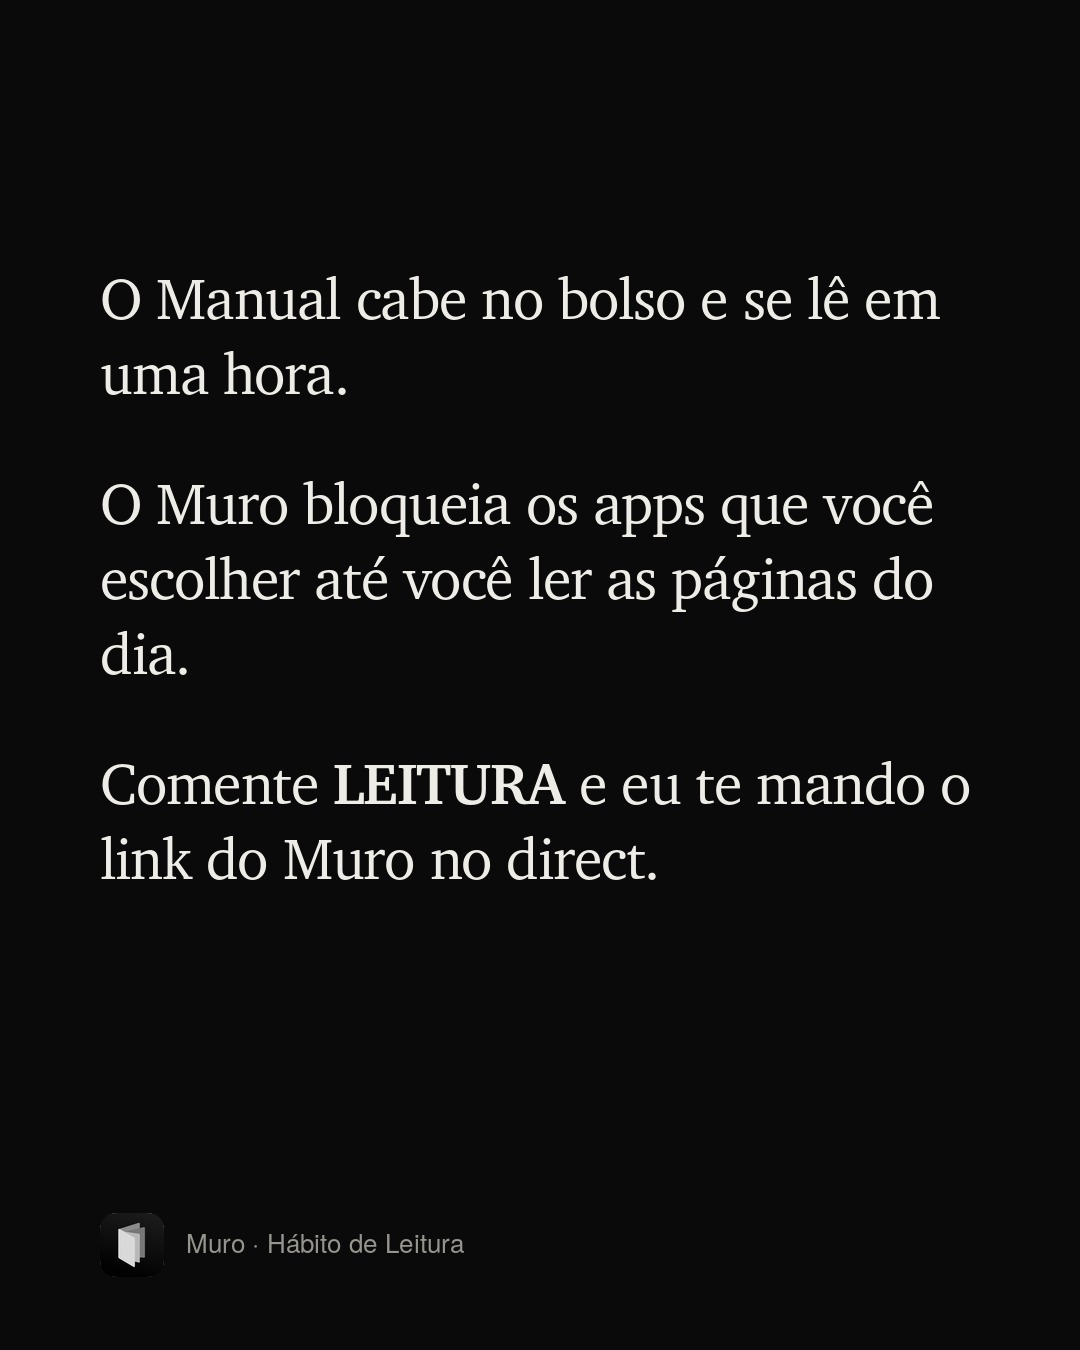 O Manual cabe no bolso e se lê em
uma hora.
O Muro bloqueia os apps que você
escolher até você ler as páginas do
dia.
Comente LEITURA e eu te mando o
link do Muro no direct.
Muro · Hábito de Leitura